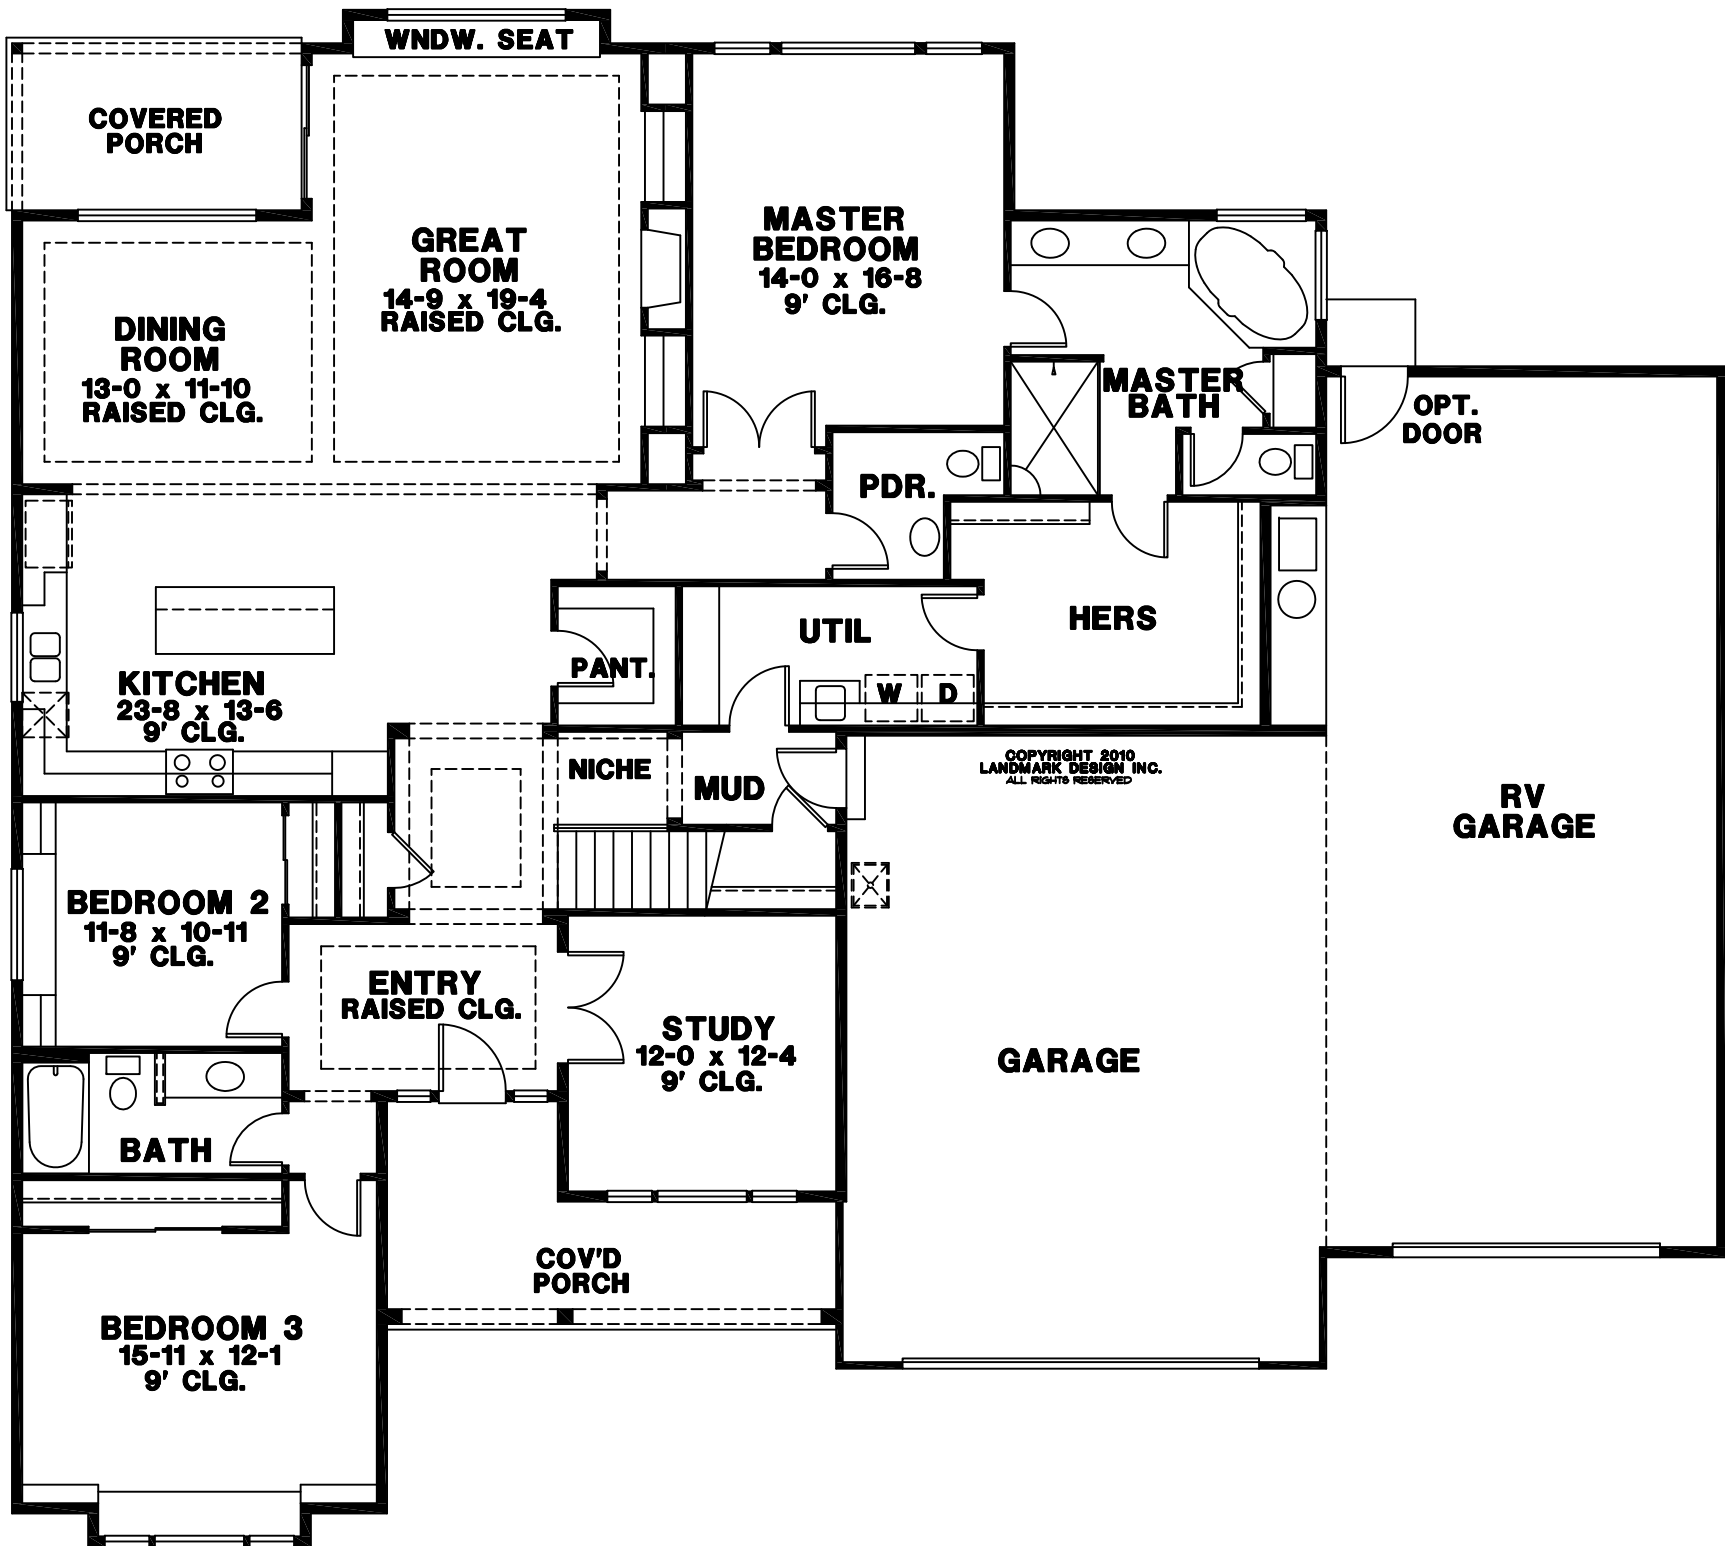 WNDW. SEAT
COVERED
PORCH
GREAT
ROOM
14-9 x 19-4
RAISED CLG.
MASTER
BEDROOM
14-0 x 16-8
9' CLG.
DINING
ROOM
13-0 x 11-10
RAISED CLG.
MASTER
BATH
OPT.
DOOR
PDR.
HERS
UTIL
PANT.
W
D
KITCHEN
23-8 x 13-6
9' CLG.
NICHE
MUD
COPYRIGHT 2010
LANDMARK DESIGN INC.
ALL RIGHTS RESERVED
RV
GARAGE
BEDROOM 2
11-8 x 10-11
9' CLG.
ENTRY
RAISED CLG.
STUDY
12-0 x 12-4
9' CLG.
GARAGE
BATH
COV'D
PORCH
BEDROOM 3
15-11 x 12-1
9' CLG.